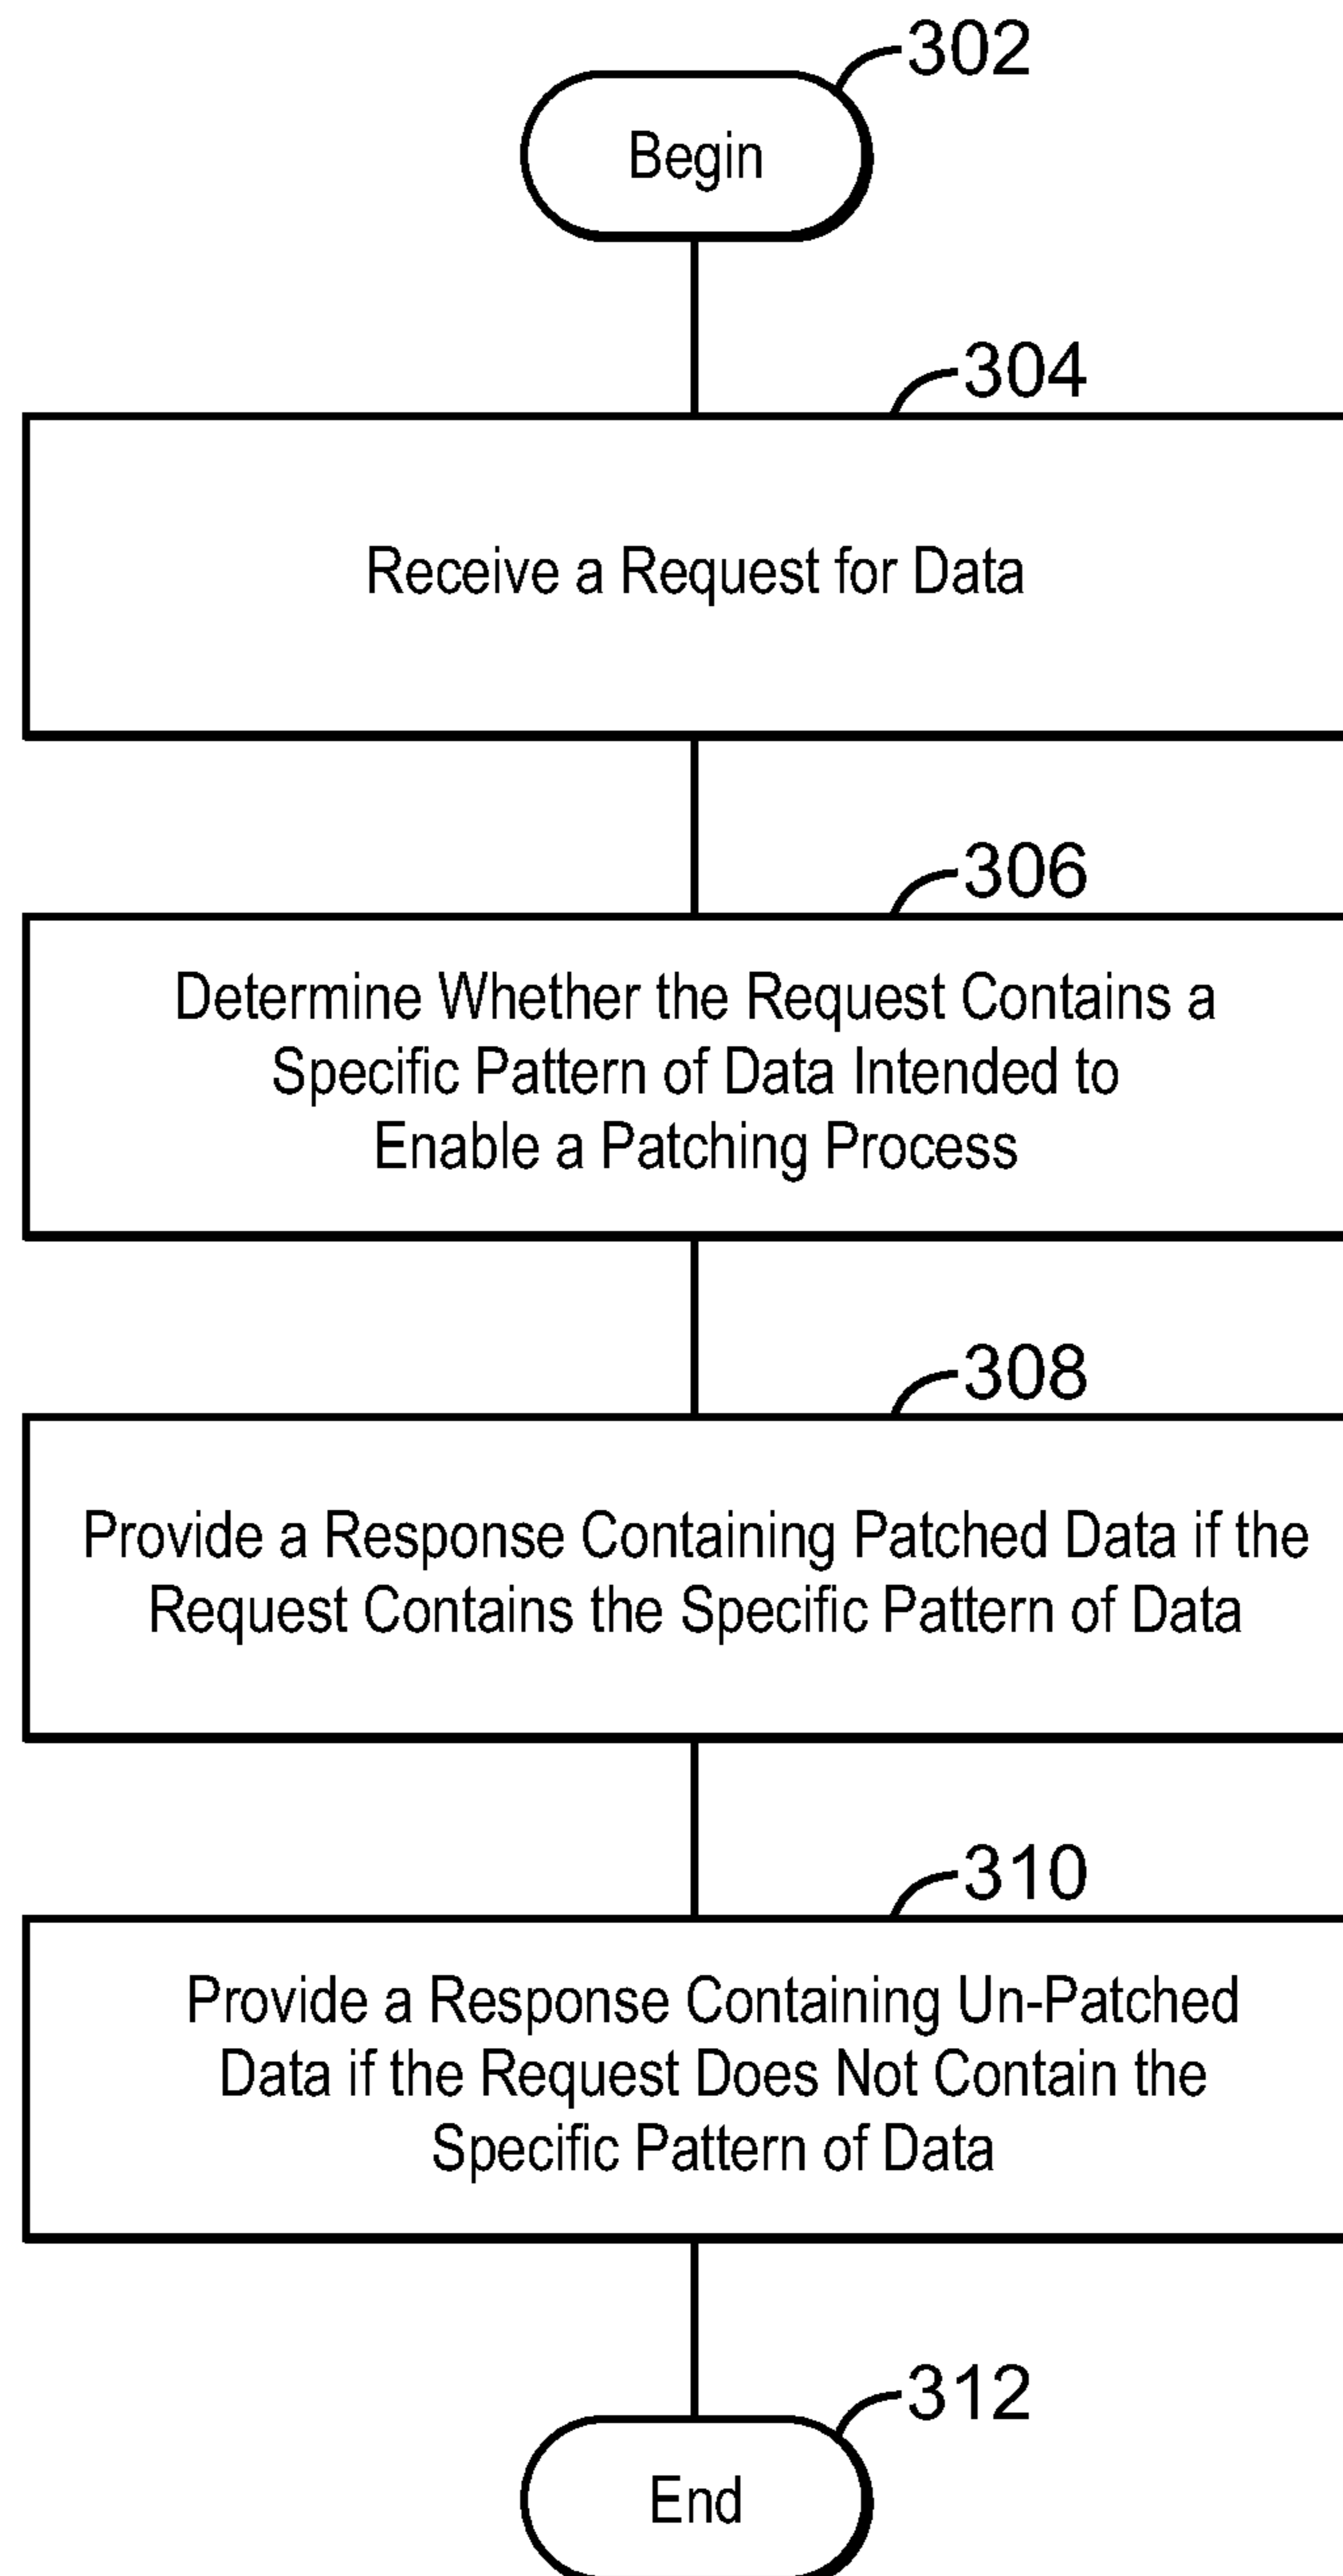 302
Begin
304
Receive a Request for Data
306
Determine Whether the Request Contains a
Specific Pattern of Data Intended to
Enable a Patching Process
308
Provide a Response Containing Patched Data if the
Request Contains the Specific Pattern of Data
310
Provide a Response Containing Un-Patched
Data if the Request Does Not Contain the
Specific Pattern of Data
312
End